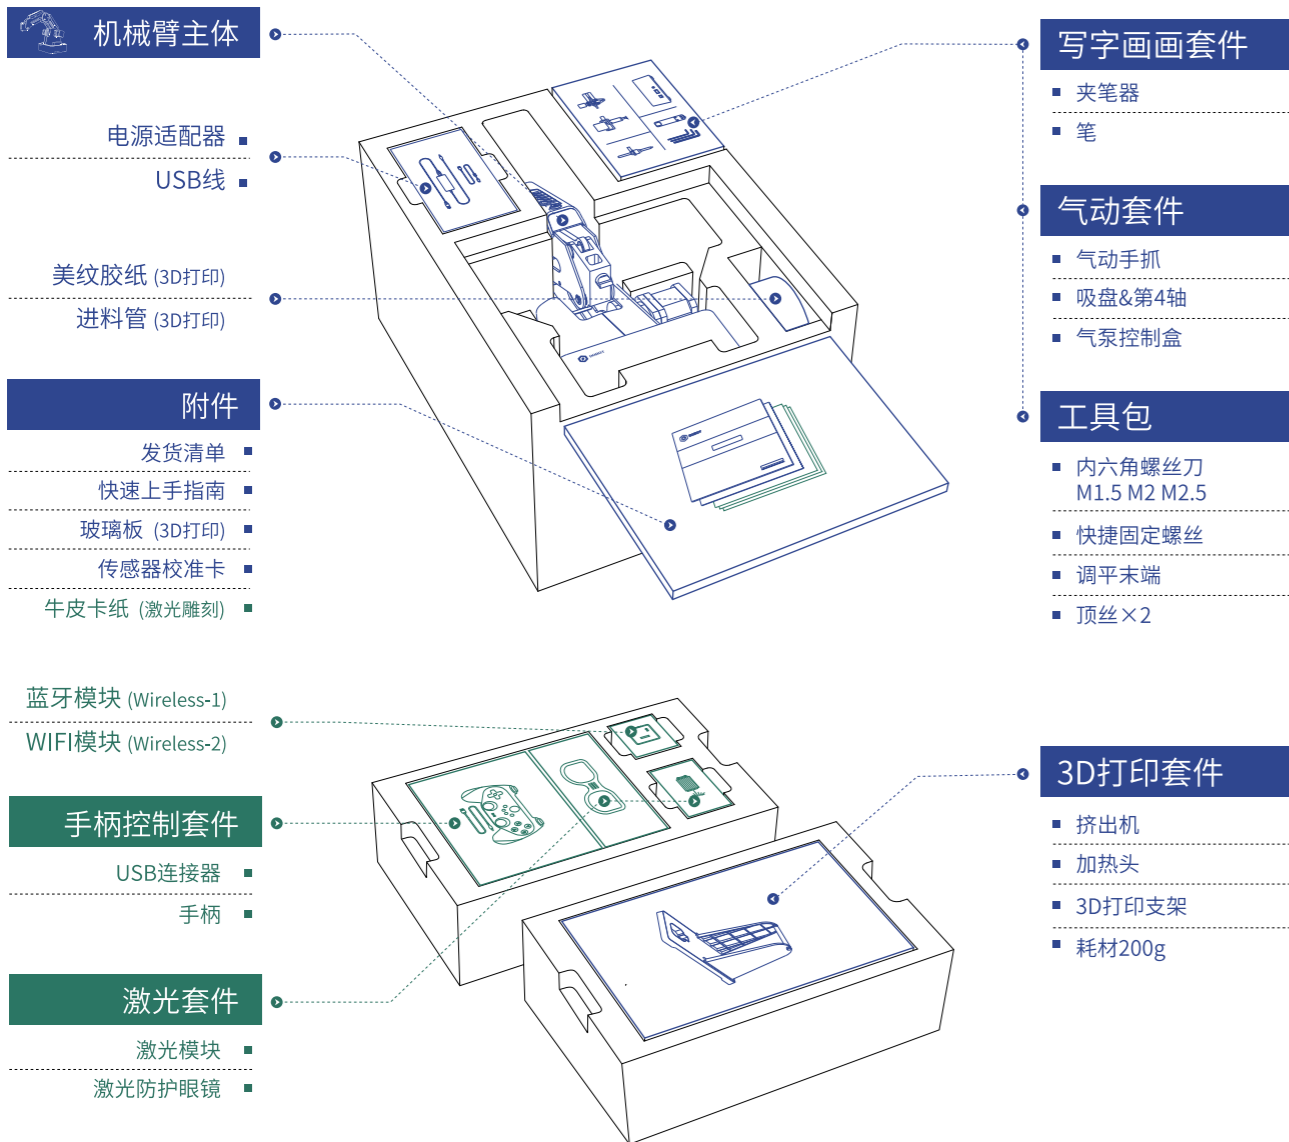 机械臂主体
电源适配器
USB线
美纹胶纸 (3D打印)
进料管 (3D打印)
附件
发货清单
快速上手指南
玻璃板 (3D打印)
传感器校准卡
牛皮卡纸 (激光雕刻)
蓝牙模块 (Wireless-1)
WIFI模块 (Wireless-2)
手柄控制套件
USB连接器
手柄
激光套件
激光模块
激光防护眼镜
写字画画套件
夹笔器
笔
气动套件
气动手抓
吸盘&第4轴
气泵控制盒
工具包
内六角螺丝刀
M1.5 M2 M2.5
快捷固定螺丝
调平末端
顶丝×2
3D打印套件
挤出机
加热头
3D打印支架
耗材200g